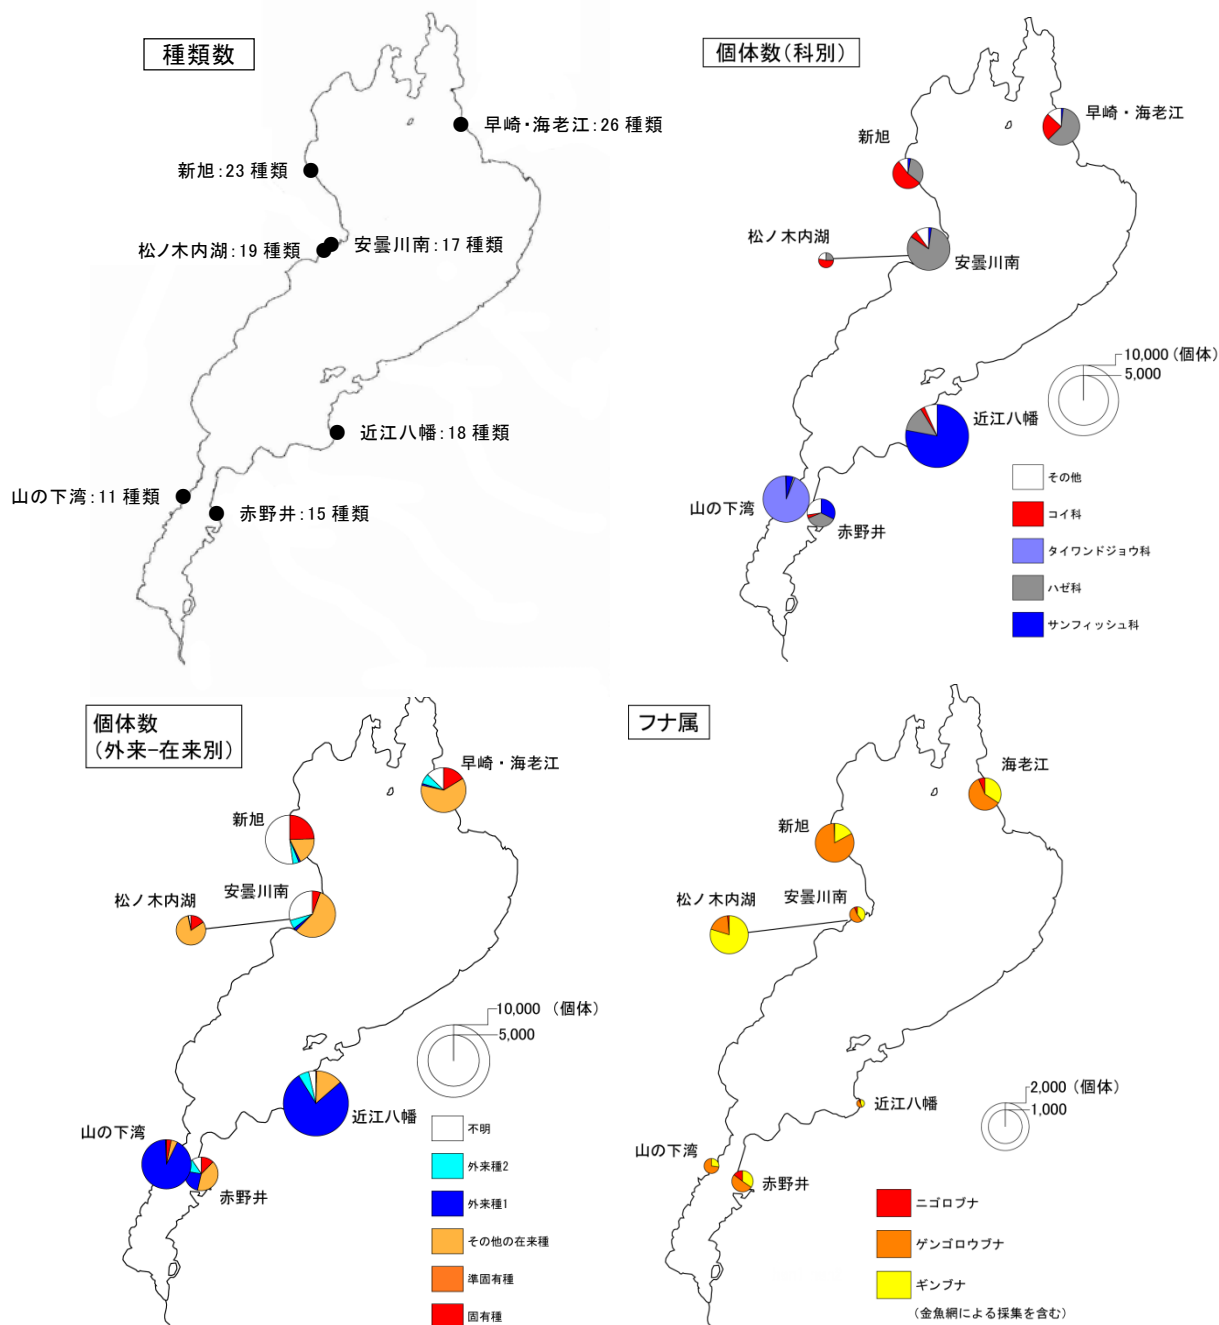 種類数
早崎・海老江：26 種類
新旭：23 種類
松ノ木内湖：19 種類
安曇川南：17 種類
近江八幡：18 種類
山の下湾：11 種類
赤野井：15 種類
個体数（科別）
早崎・海老江
新旭
松ノ木内湖
安曇川南
10,000（個体）
5,000
近江八幡
山の下湾
赤野井
その他
コイ科
タイワンドジョウ科
ハゼ科
サンフィッシュ科
個体数
（外来−在来別）
早崎・海老江
新旭
安曇川南
松ノ木内湖
10,000 （個体）
5,000
近江八幡
山の下湾
赤野井
不明
外来種2
外来種1
その他の在来種
準固有種
固有種
フナ属
海老江
新旭
安曇川南
松ノ木内湖
2,000（個体）
1,000
近江八幡
山の下湾
赤野井
ニゴロブナ
ゲンゴロウブナ
ギンブナ
（金魚網による採集を含む）